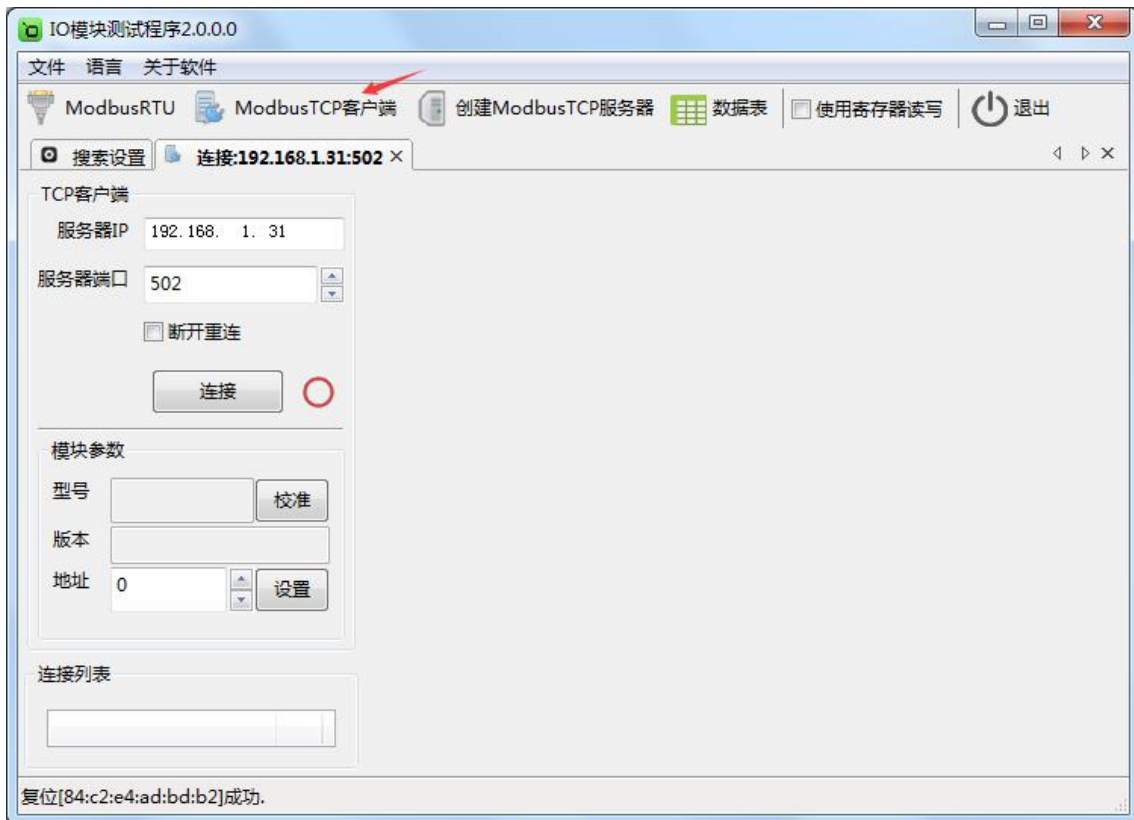 IO模块测试程序2.0.0.0
文件 语言 关于软件
ModbusRTU ModbusTCP客户端 创建ModbusTCP服务器 数据表 使用寄存器读写 退出
搜索设置 连接:192.168.1.31:502
TCP客户端
服务器IP 192.168. 1. 31
服务器端口 502
断开重连
连接
模块参数
型号 校准
版本
地址 0 设置
连接列表
复位[84:c2:e4:ad:bd:b2]成功.